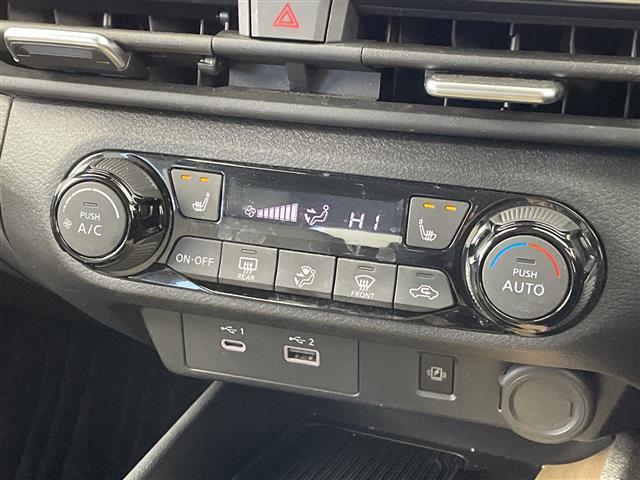 PUSH
A/C
HI
ON·OFF
REAR
FRONT
PUSH
AUTO
1
2